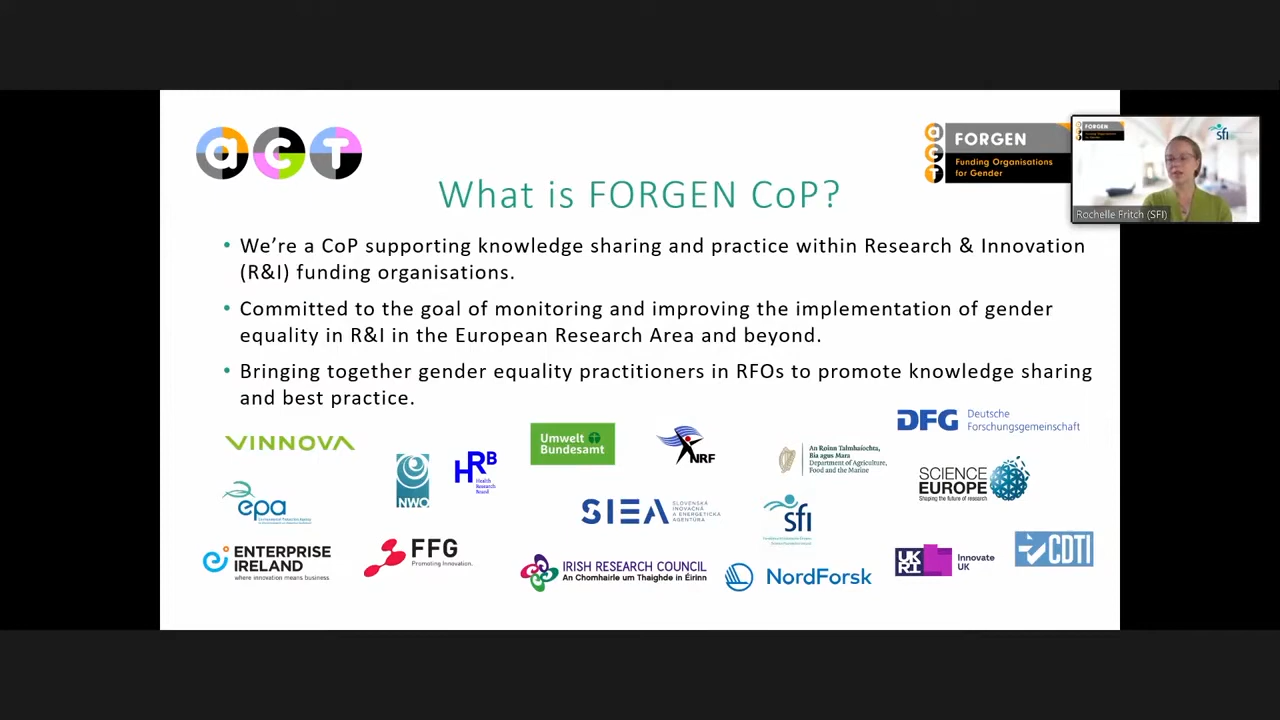 act
FORGEN
Funding Organisations
for Gender
act
FORGEN
sfi
Rochelle Fritch (SFI)
What is FORGEN CoP?
• We're a CoP supporting knowledge sharing and practice within Research & Innovation
(R&I) funding organisations.
• Committed to the goal of monitoring and improving the implementation of gender
equality in R&I in the European Research Area and beyond.
• Bringing together gender equality practitioners in RFOs to promote knowledge sharing
and best practice.
DFG Deutsche
Forschungsgemeinschaft
VINNOVA
Umwelt
Bundesamt
NRF
An Roinn Talmhaíochta,
Bia agus Mara
Department of Agriculture,
Food and the Marine
HRB
Health
Research
Board
NWO
SCIENCE
EUROPE
Shaping the future of research
epa
SIEA
SLOVENSKÁ
INOVAČNÁ
A ENERGETICKÁ
AGENTÚRA
sfi
ENTERPRISE
IRELAND
where innovation means business
FFG
Promoting Innovation.
IRISH RESEARCH COUNCIL
An Chomhairle um Thaighde in Éirinn
NordForsk
UKRI
Innovate
UK
CDTI